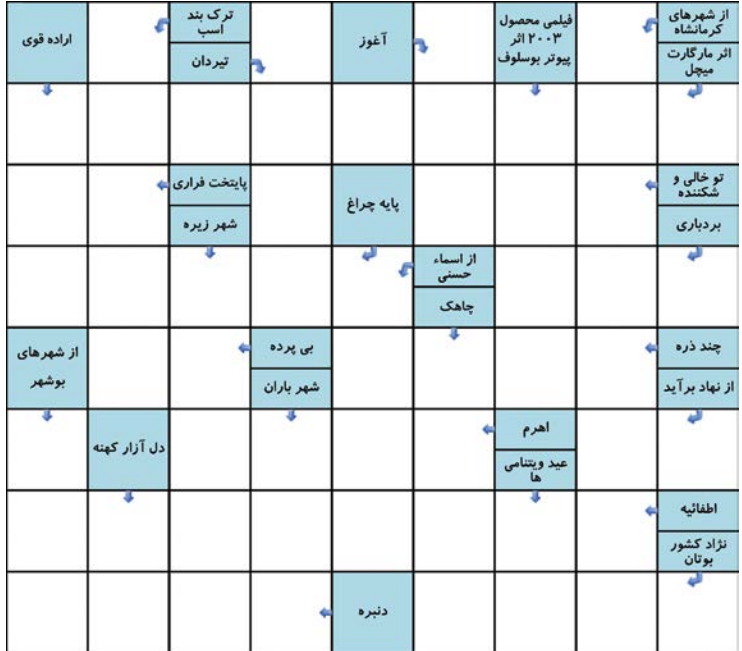 از شهرهای
کرمانشاه
اثر مارگارت
میچل
فیلمی محصول
۲۰۰۳ اثر
پیوتر بوسلوف
آغوز
ترک بند
اسب
تیردان
اراده قوی
تو خالی و
شکننده
بردباری
پایه چراغ
پایتخت فراری
شهر زیره
از اسماء
حسنی
چاهک
چند ذره
از نهاد برآید
بی پرده
شهر باران
از شهرهای
بوشهر
اهرم
عید ویتنامی
ها
دل آزار کهنه
اطفائیه
نژاد کشور
بوتان
دنبره